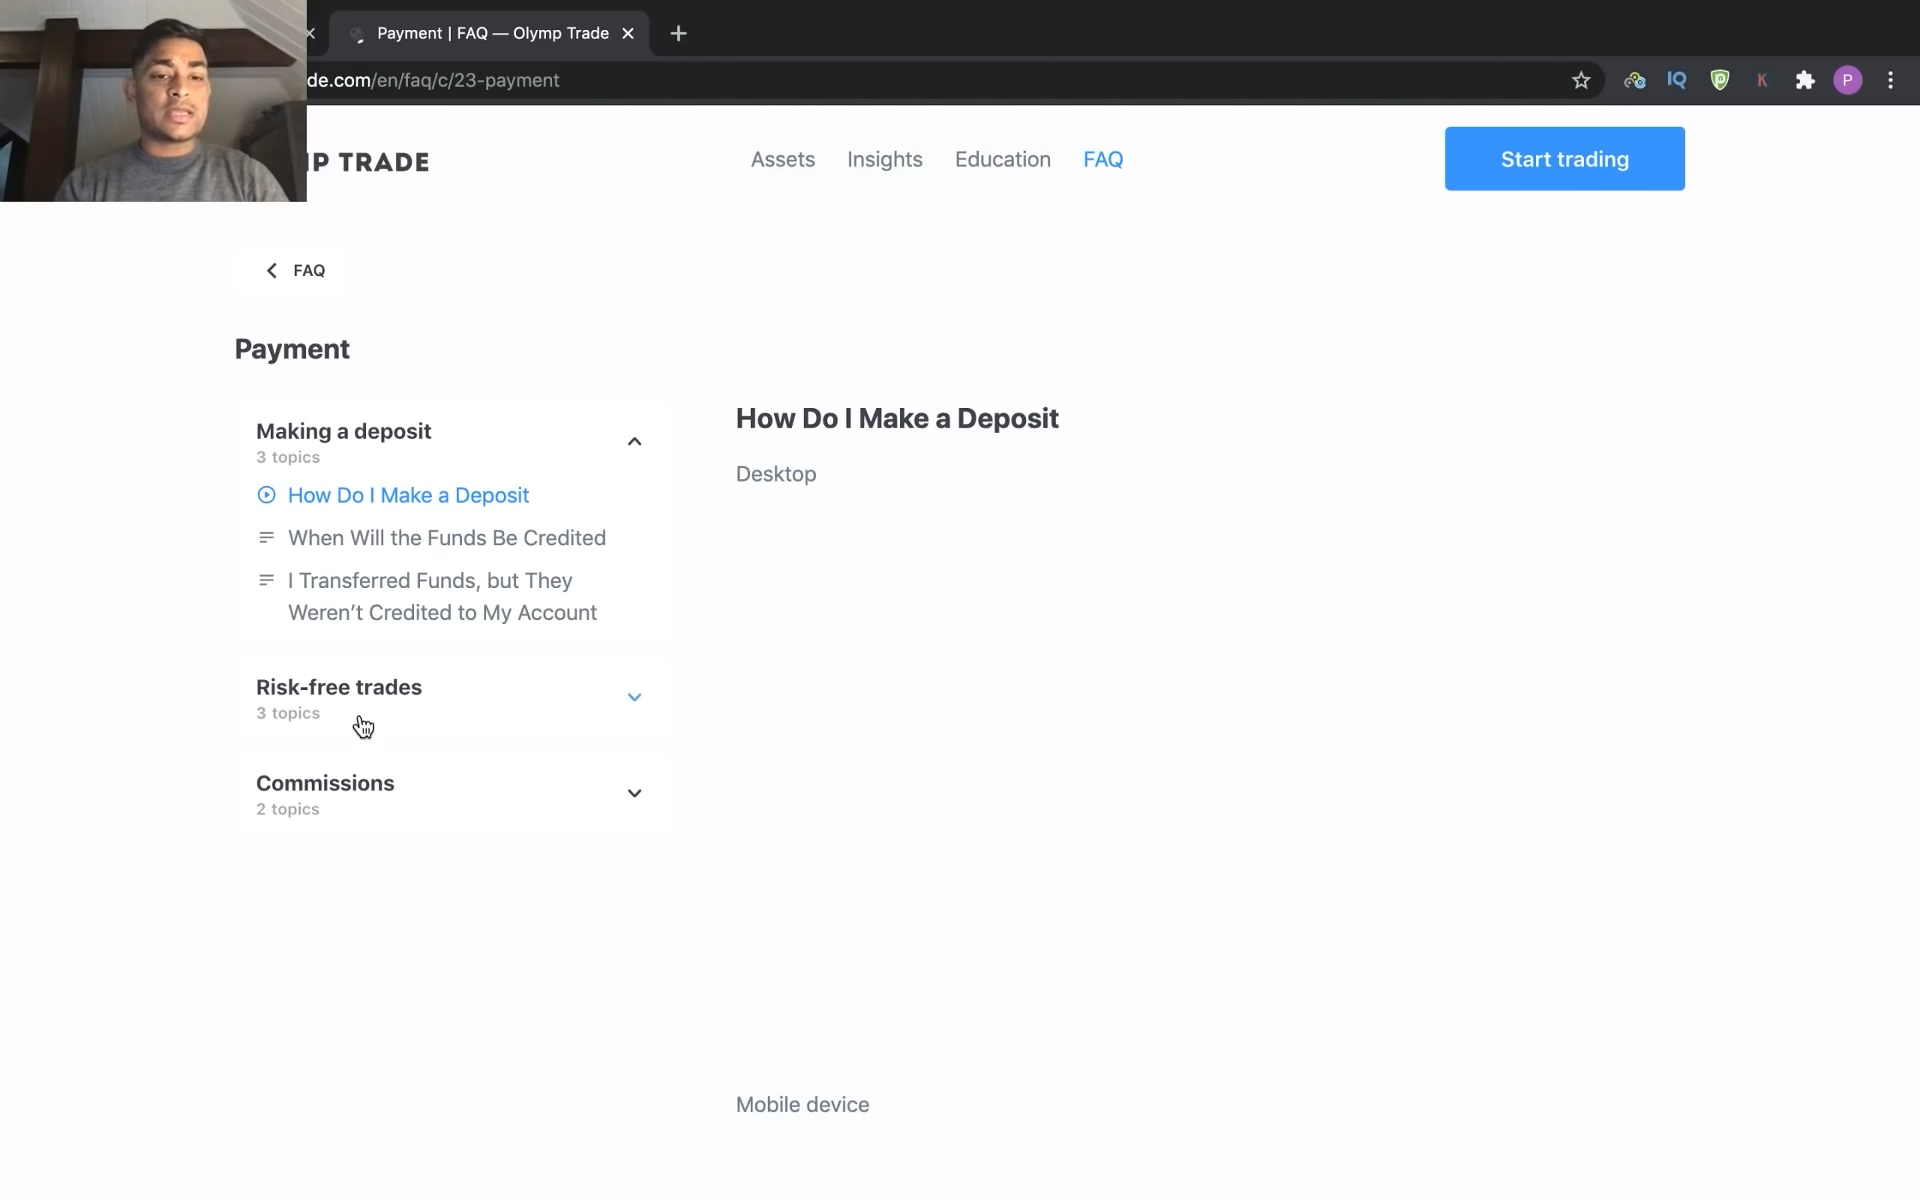 Payment | FAQ — Olymp Trade
de.com/en/faq/c/23-payment
IQ
K
P
P TRADE
Assets
Insights
Education
FAQ
Start trading
FAQ
Payment
Making a deposit
3 topics
How Do I Make a Deposit
When Will the Funds Be Credited
I Transferred Funds, but They
Weren’t Credited to My Account
Risk-free trades
3 topics
Commissions
2 topics
How Do I Make a Deposit
Desktop
Mobile device